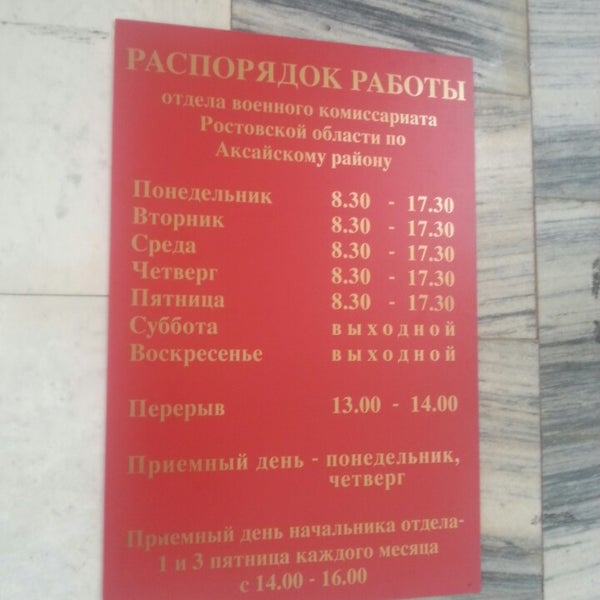 РАСПОРЯДОК РАБОТЫ
отдела военного комиссариата
Ростовской области по
Аксайскому району
Понедельник 8.30 - 17.30
Вторник 8.30 - 17.30
Среда 8.30 - 17.30
Четверг 8.30 - 17.30
Пятница 8.30 - 17.30
Суббота выходной
Воскресенье выходной
Перерыв 13.00 - 14.00
Приемный день - понедельник,
четверг
Приемный день начальника отдела-
1 и 3 пятница каждого месяца
с 14.00 - 16.00